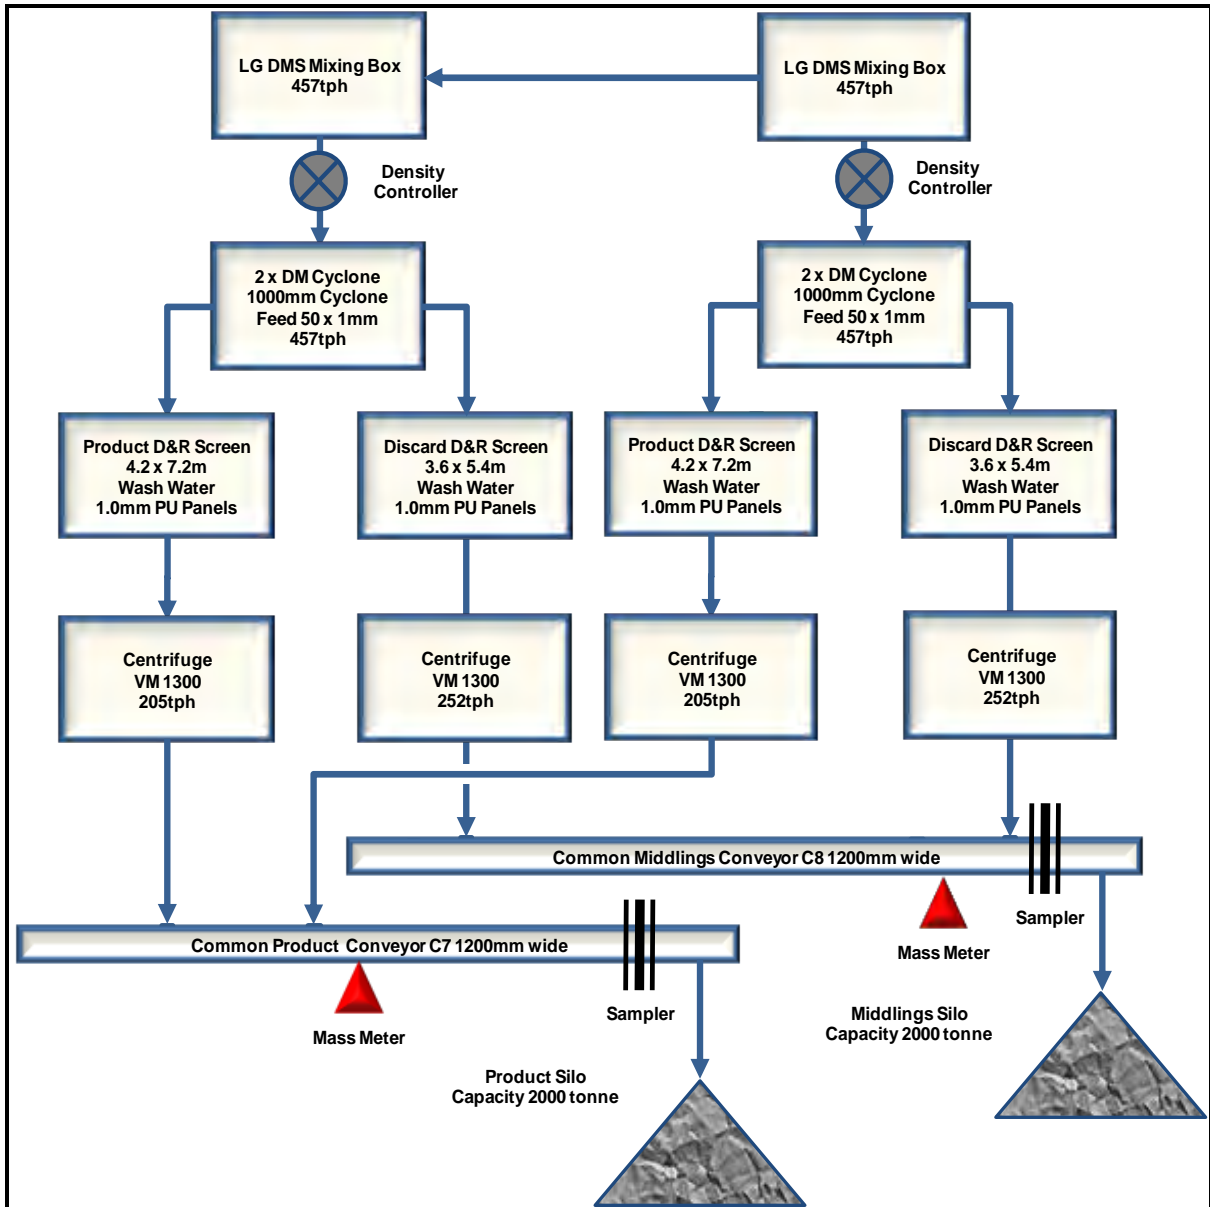 LG DMS Mixing Box
457tph
LG DMS Mixing Box
457tph
Density
Controller
Density
Controller
2 x DM Cyclone
1000mm Cyclone
Feed 50 x 1mm
457tph
2 x DM Cyclone
1000mm Cyclone
Feed 50 x 1mm
457tph
Product D&R Screen
4.2 x 7.2m
Wash Water
1.0mm PU Panels
Discard D&R Screen
3.6 x 5.4m
Wash Water
1.0mm PU Panels
Product D&R Screen
4.2 x 7.2m
Wash Water
1.0mm PU Panels
Discard D&R Screen
3.6 x 5.4m
Wash Water
1.0mm PU Panels
Centrifuge
VM 1300
205tph
Centrifuge
VM 1300
252tph
Centrifuge
VM 1300
205tph
Centrifuge
VM 1300
252tph
Common Middlings Conveyor C8 1200mm wide
Sampler
Mass Meter
Common Product Conveyor C7 1200mm wide
Sampler
Mass Meter
Middlings Silo
Capacity 2000 tonne
Product Silo
Capacity 2000 tonne